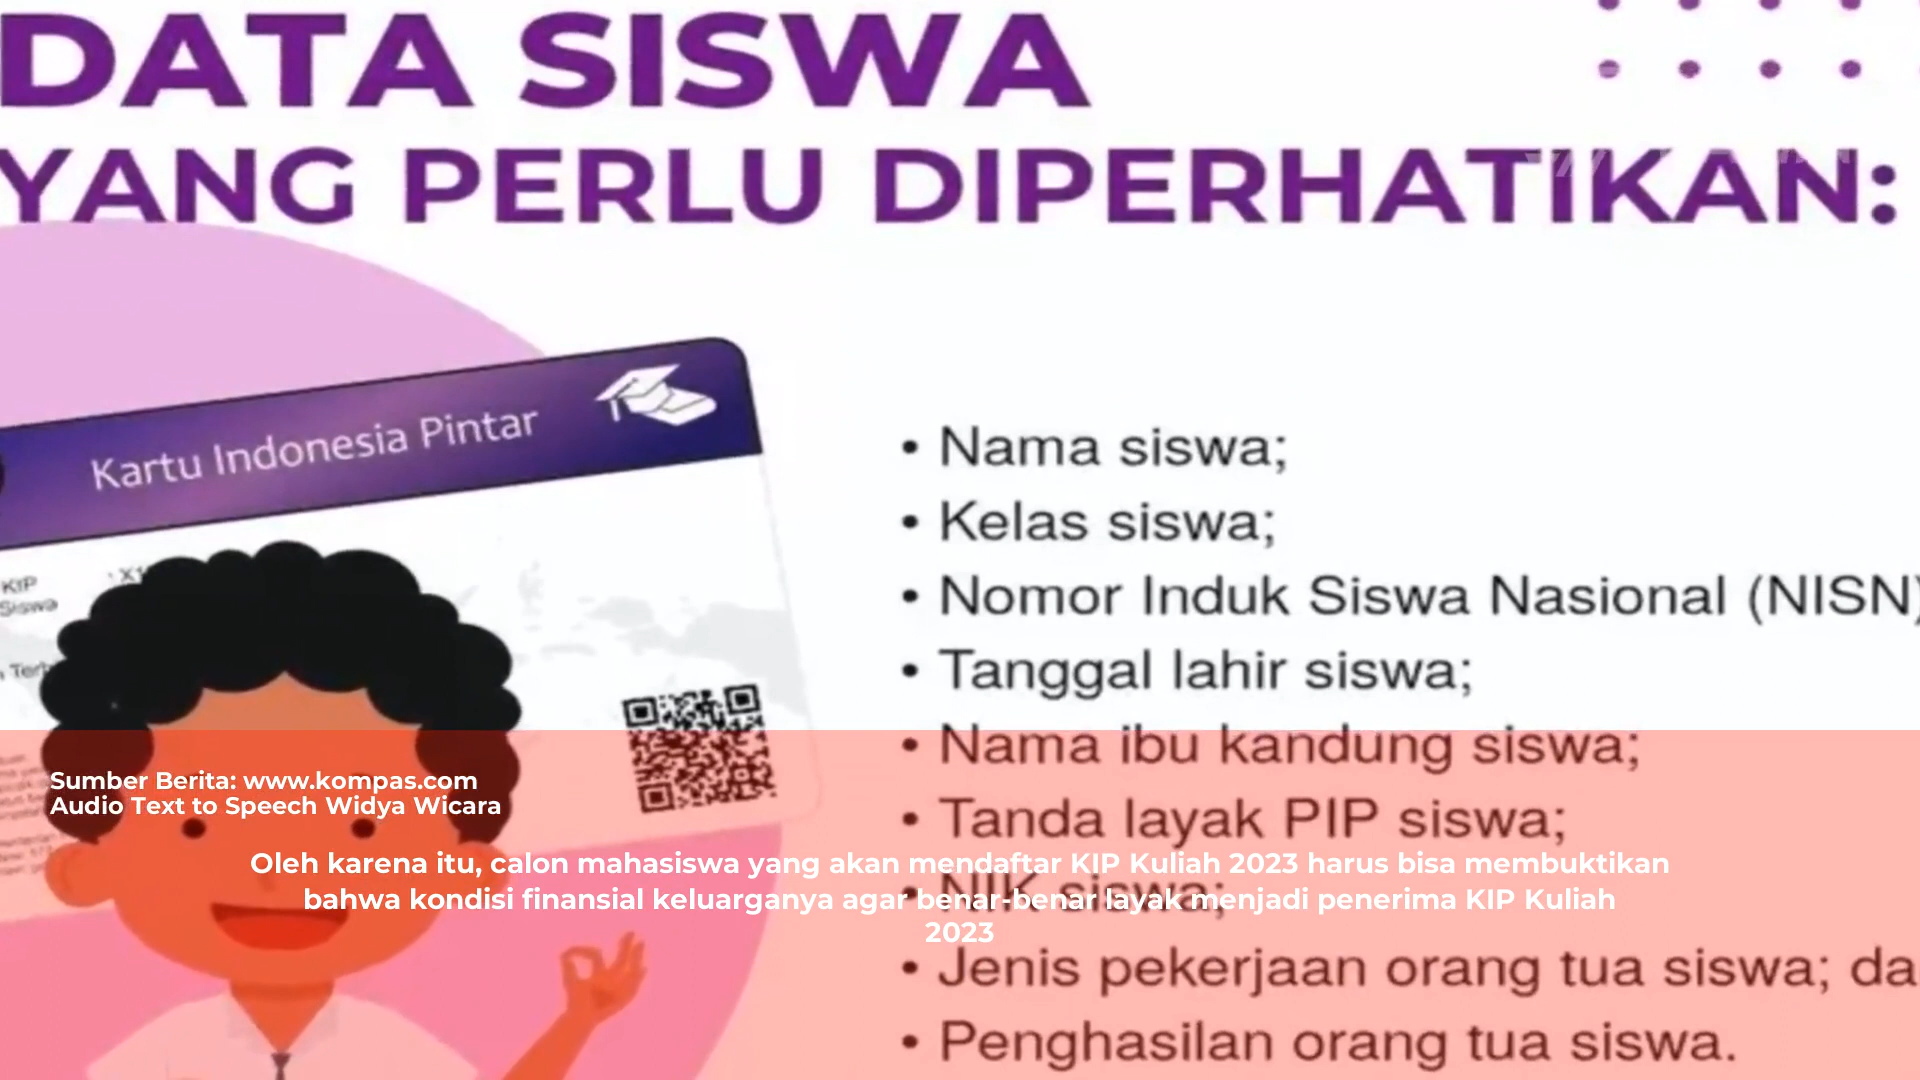 DATA SISWA
YANG PERLU DIPERHATIKAN:
Kartu Indonesia Pintar
KIP
Siswa
• Nama siswa;
• Kelas siswa;
• Nomor Induk Siswa Nasional (NISN)
• Tanggal lahir siswa;
• Nama ibu kandung siswa;
• Tanda layak PIP siswa;
• NIK siswa;
• Jenis pekerjaan orang tua siswa; da
• Penghasilan orang tua siswa.
Sumber Berita: www.kompas.com
Audio Text to Speech Widya Wicara
Oleh karena itu, calon mahasiswa yang akan mendaftar KIP Kuliah 2023 harus bisa membuktikan
bahwa kondisi finansial keluarganya agar benar-benar layak menjadi penerima KIP Kuliah
2023